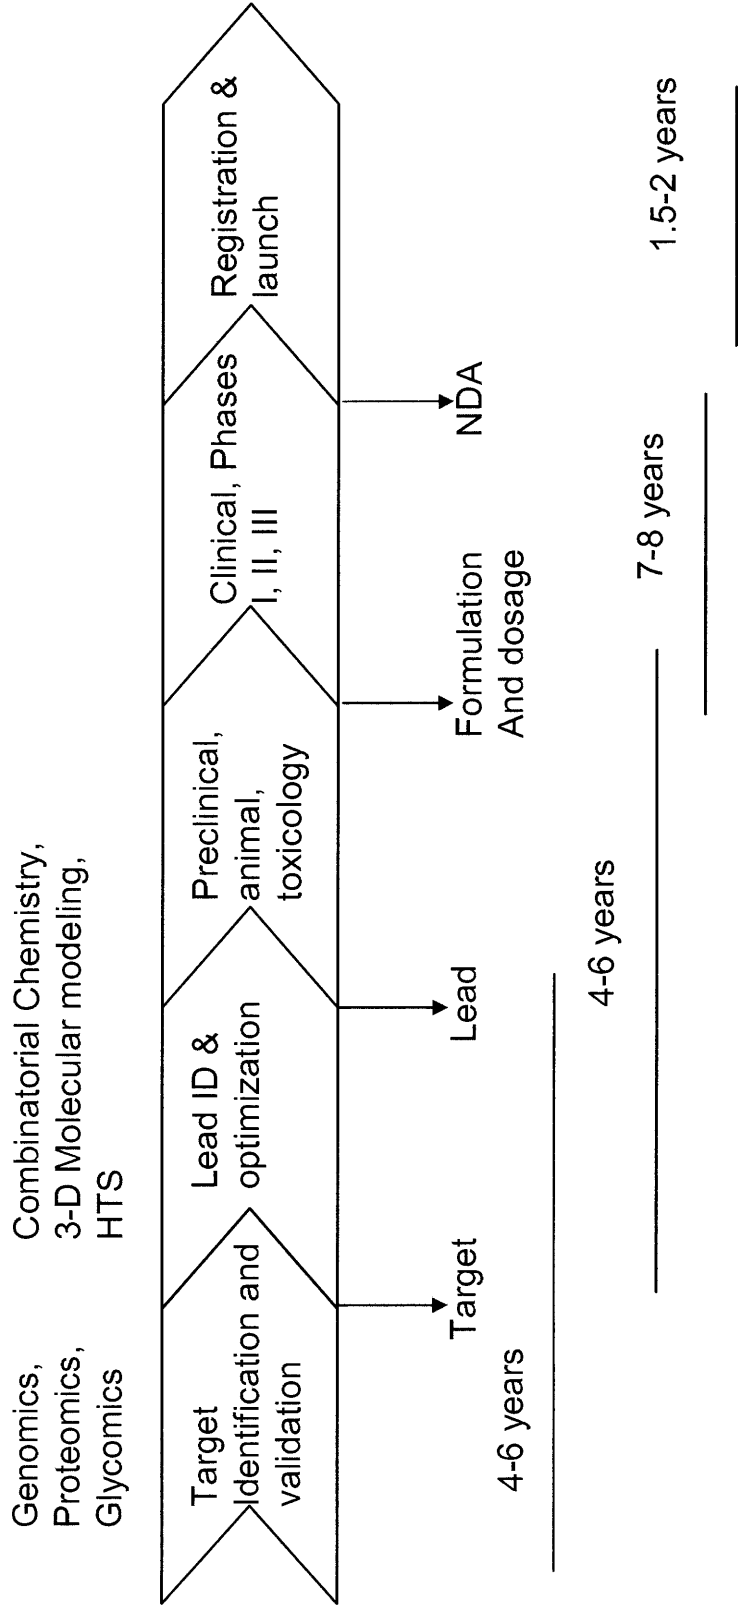 Genomics,
Proteomics,
Glycomics
Combinatorial Chemistry,
3-D Molecular modeling,
HTS
Target
Identification and
validation
Lead ID &
optimization
Preclinical,
animal,
toxicology
Clinical, Phases
I, II, III
Registration &
launch
Target
Lead
Formulation
And dosage
NDA
4-6 years
4-6 years
7-8 years
1.5-2 years